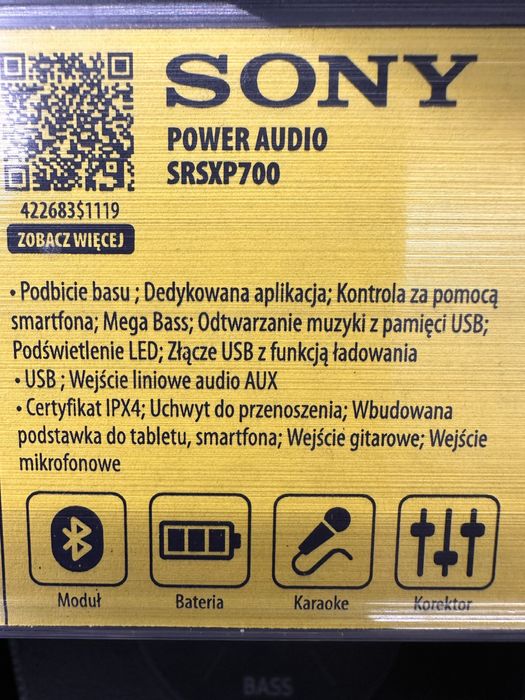 SONY
POWER AUDIO
SRSXP700
422683$1119
ZOBACZ WIĘCEJ
• Podbicie basu ; Dedykowana aplikacja; Kontrola za pomocą
smartfona; Mega Bass; Odtwarzanie muzyki z pamięci USB;
Podświetlenie LED; Złącze USB z funkcją ładowania
• USB ; Wejście liniowe audio AUX
• Certyfikat IPX4; Uchwyt do przenoszenia; Wbudowana
podstawka do tabletu, smartfona; Wejście gitarowe; Wejście
mikrofonowe
Moduł Bateria Karaoke Korektor
BASS